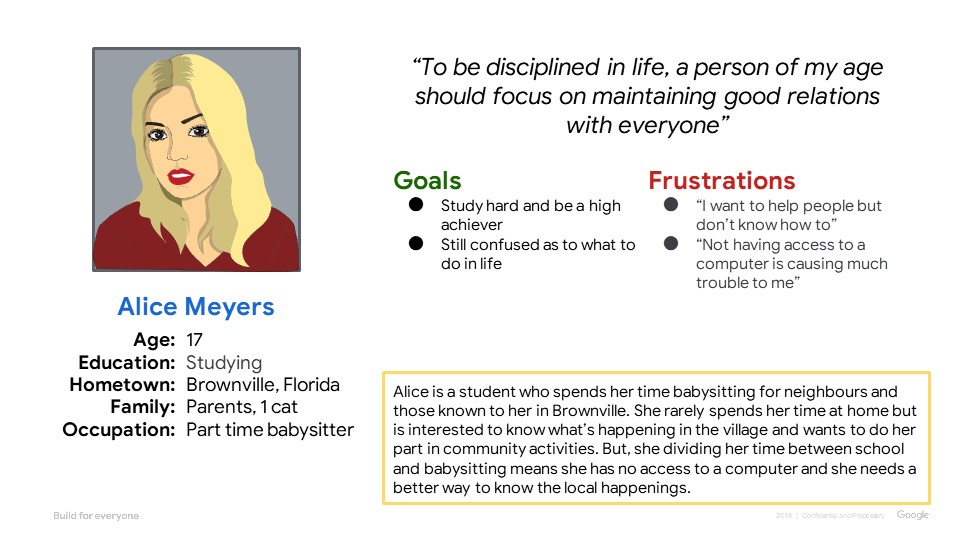 “To be disciplined in life, a person of my age
should focus on maintaining good relations
with everyone”
Goals
● Study hard and be a high
achiever
● Still confused as to what to
do in life
Frustrations
● “I want to help people but
don’t know how to”
● “Not having access to a
computer is causing much
trouble to me”
Alice Meyers
Age: 17
Education: Studying
Hometown: Brownville, Florida
Family: Parents, 1 cat
Occupation: Part time babysitter
Alice is a student who spends her time babysitting for neighbours and
those known to her in Brownville. She rarely spends her time at home but
is interested to know what’s happening in the village and wants to do her
part in community activities. But, she dividing her time between school
and babysitting means she has no access to a computer and she needs a
better way to know the local happenings.
Build for everyone
2018 | Confidential and Proprietary
Google